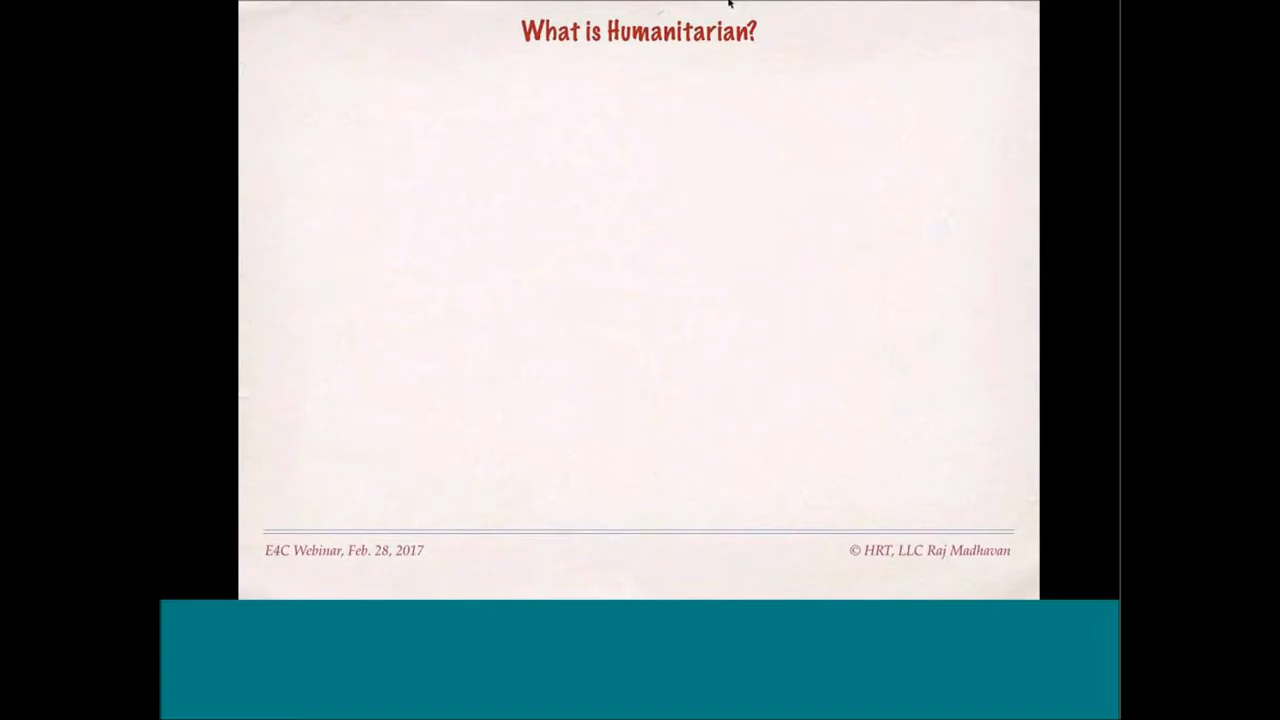 What is Humanitarian?
E4C Webinar, Feb. 28, 2017
© HRT, LLC Raj Madhavan